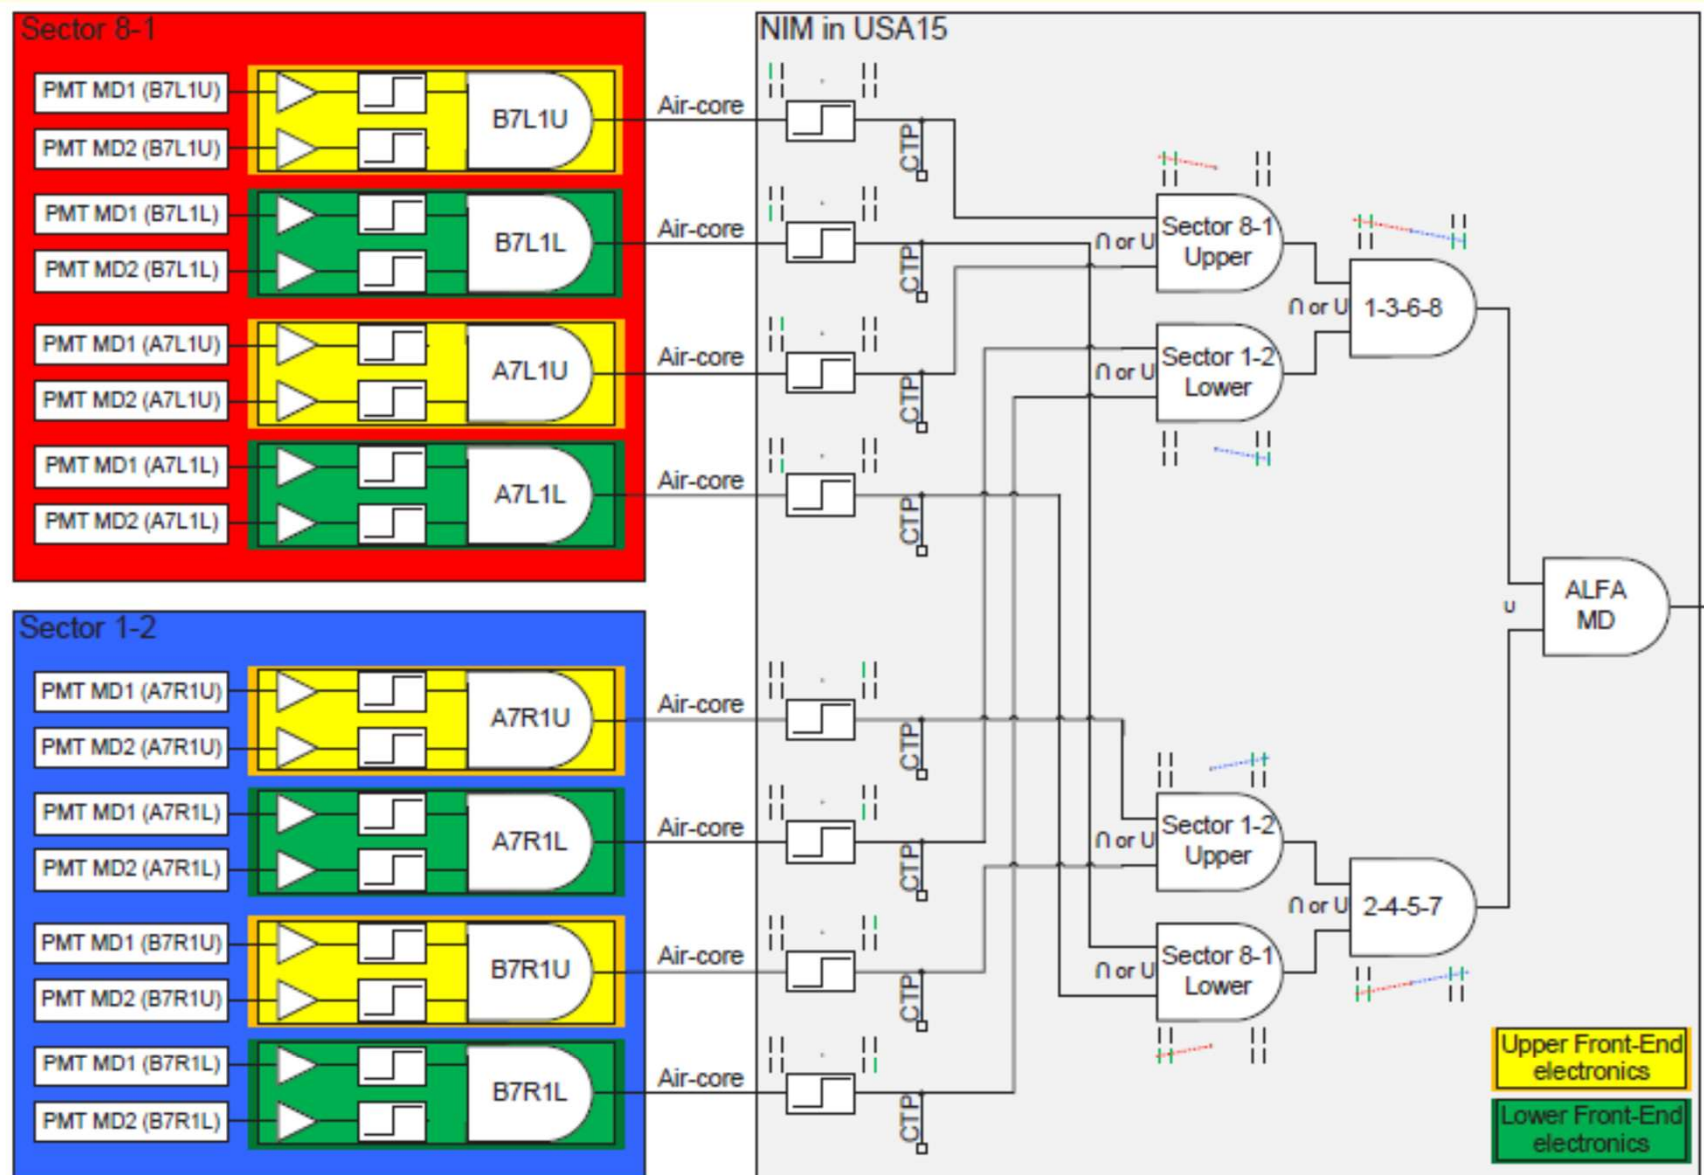 Sector 8-1
PMT MD1 (B7L1U)
PMT MD2 (B7L1U)
B7L1U
Air-core
PMT MD1 (B7L1L)
PMT MD2 (B7L1L)
B7L1L
Air-core
PMT MD1 (A7L1U)
PMT MD2 (A7L1U)
A7L1U
Air-core
PMT MD1 (A7L1L)
PMT MD2 (A7L1L)
A7L1L
Air-core
Sector 1-2
PMT MD1 (A7R1U)
PMT MD2 (A7R1U)
A7R1U
Air-core
PMT MD1 (A7R1L)
PMT MD2 (A7R1L)
A7R1L
Air-core
PMT MD1 (B7R1U)
PMT MD2 (B7R1U)
B7R1U
Air-core
PMT MD1 (B7R1L)
PMT MD2 (B7R1L)
B7R1L
Air-core
NIM in USA15
CTP
CTP
CTP
CTP
CTP
CTP
CTP
CTP
∩ or U
Sector 8-1
Upper
∩ or U
Sector 1-2
Lower
∩ or U
1-3-6-8
∩ or U
Sector 1-2
Upper
∩ or U
Sector 8-1
Lower
∩ or U
2-4-5-7
U
ALFA
MD
Upper Front-End
electronics
Lower Front-End
electronics